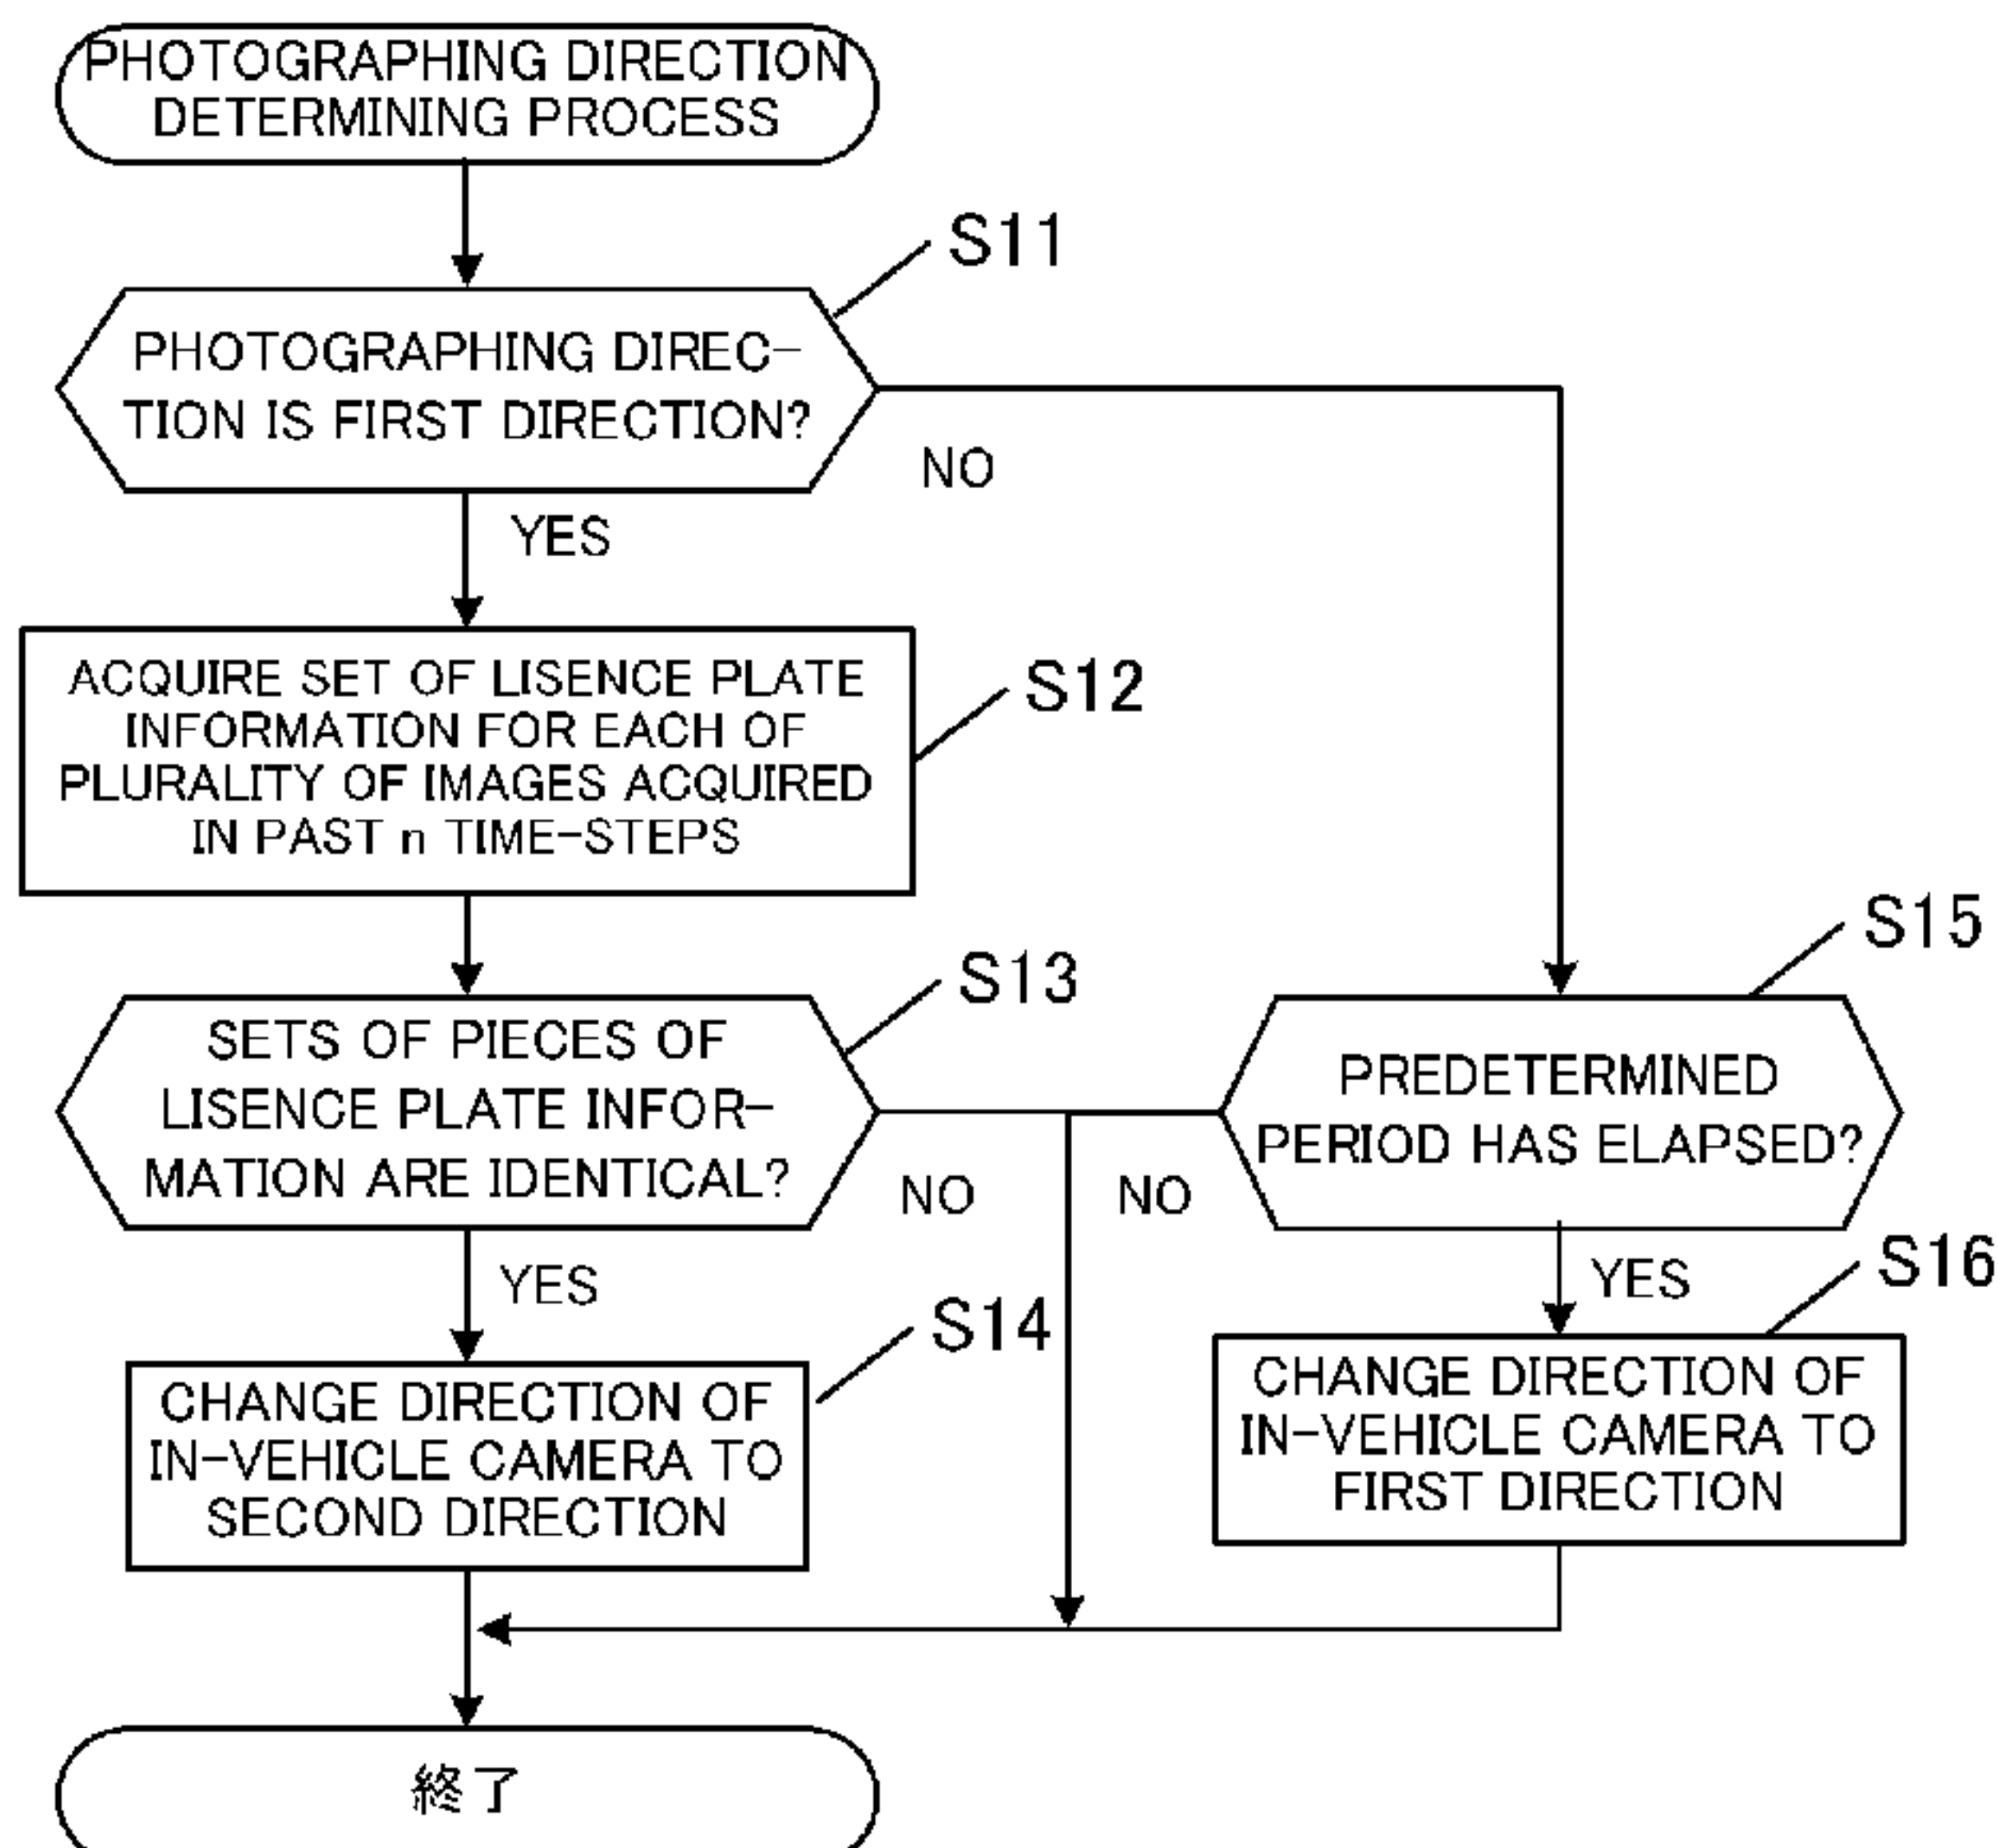 PHOTOGRAPHING DIRECTION
DETERMINING PROCESS
S11
PHOTOGRAPHING DIREC-
TION IS FIRST DIRECTION?
NO
YES
ACQUIRE SET OF LISENCE PLATE
INFORMATION FOR EACH OF
PLURALITY OF IMAGES ACQUIRED
IN PAST n TIME-STEPS
S12
S13
SETS OF PIECES OF
LISENCE PLATE INFOR-
MATION ARE IDENTICAL?
NO
YES
S15
PREDETERMINED
PERIOD HAS ELAPSED?
NO
YES
S14
CHANGE DIRECTION OF
IN-VEHICLE CAMERA TO
SECOND DIRECTION
S16
CHANGE DIRECTION OF
IN-VEHICLE CAMERA TO
FIRST DIRECTION
終了